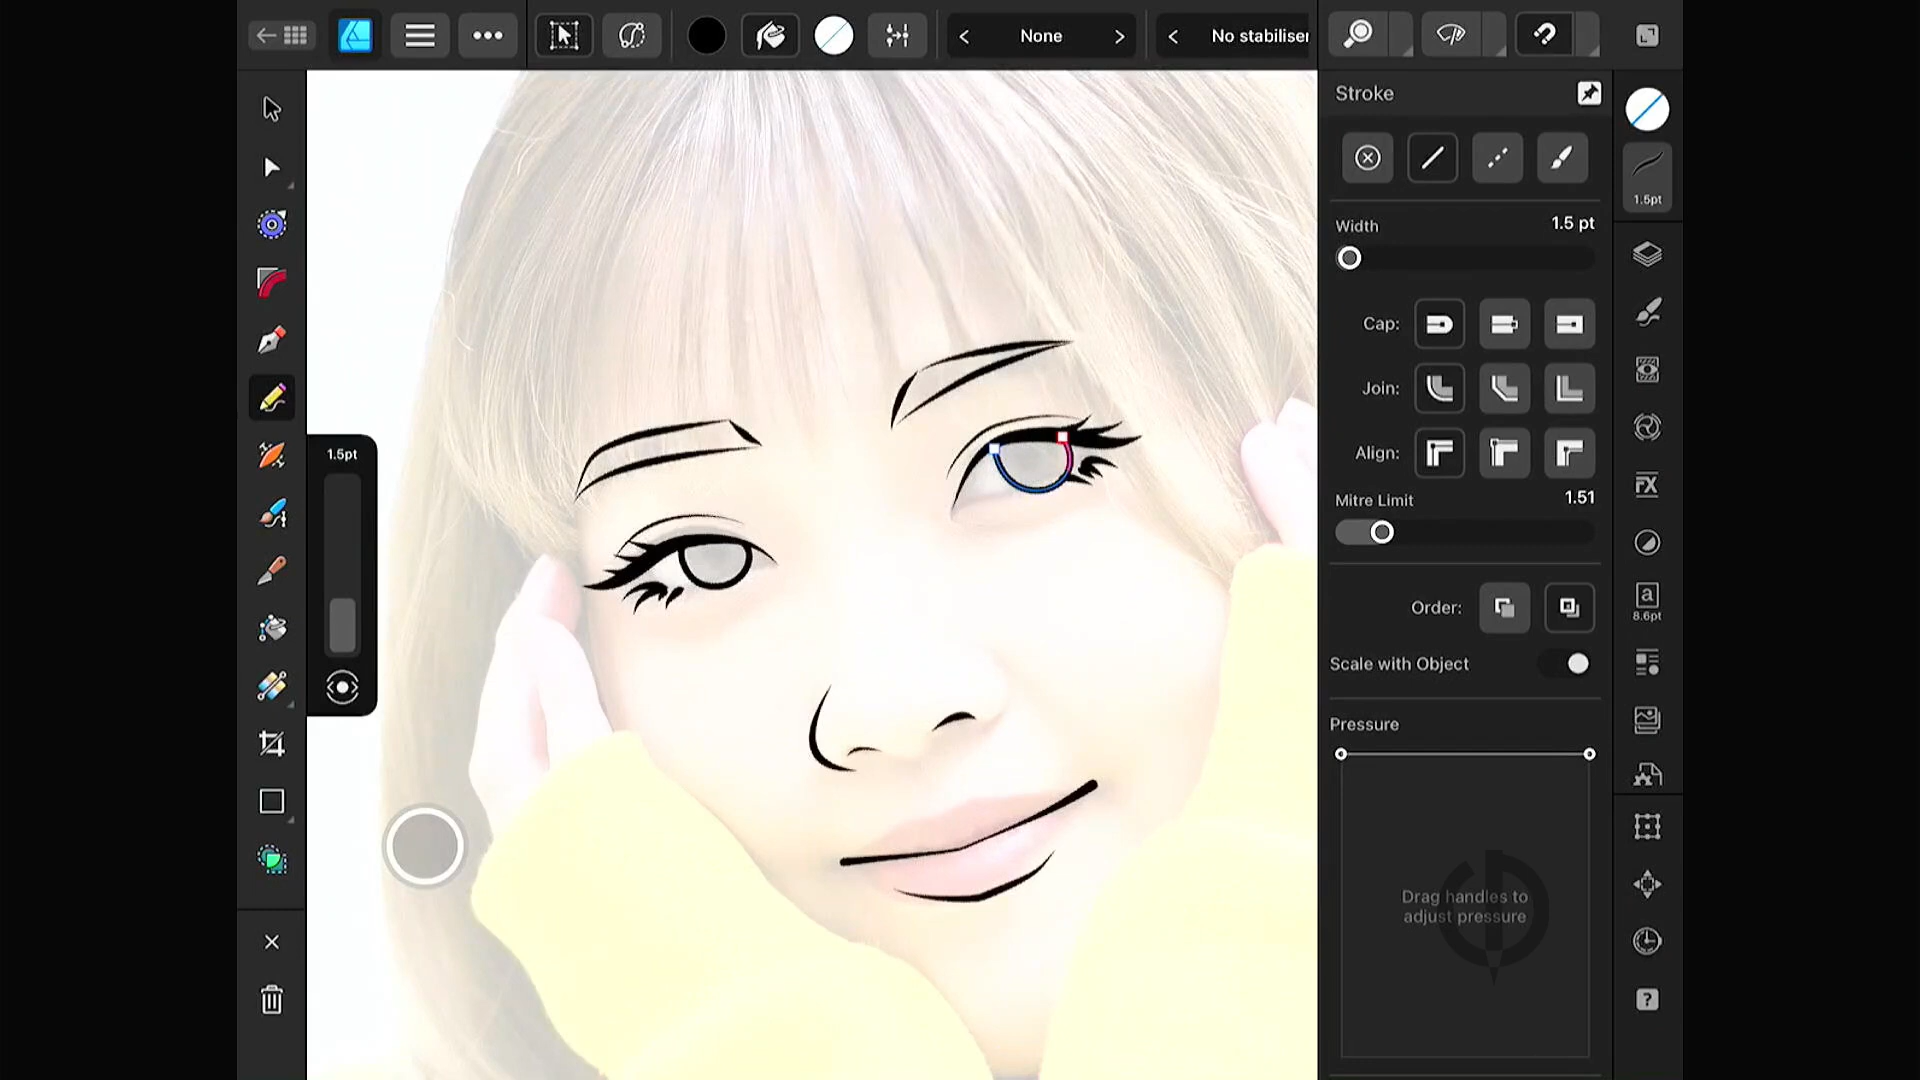 None
No stabiliser
Stroke
1.5pt
Width
1.5 pt
Cap:
Join:
Align:
1.5pt
Mitre Limit
1.51
FX
a
8.6pt
Order:
Scale with Object
Pressure
Drag handles to
adjust pressure
?